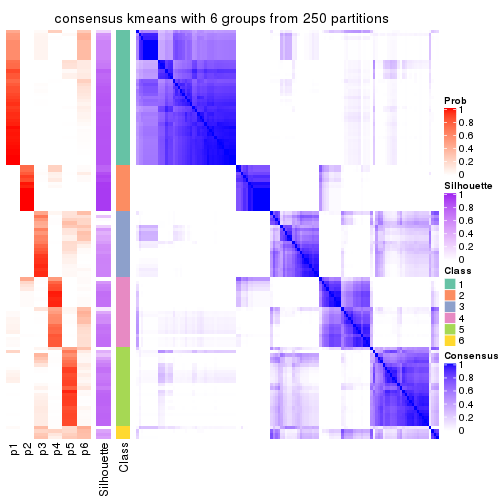 consensus kmeans with 6 groups from 250 partitions
Prob
1
0.8
0.6
0.4
0.2
0
Silhouette
1
0.8
0.6
0.4
0.2
0
Class
1
2
3
4
5
6
Consensus
1
0.8
0.6
0.4
0.2
0
p1
p2
p3
p4
p5
p6
Silhouette
Class